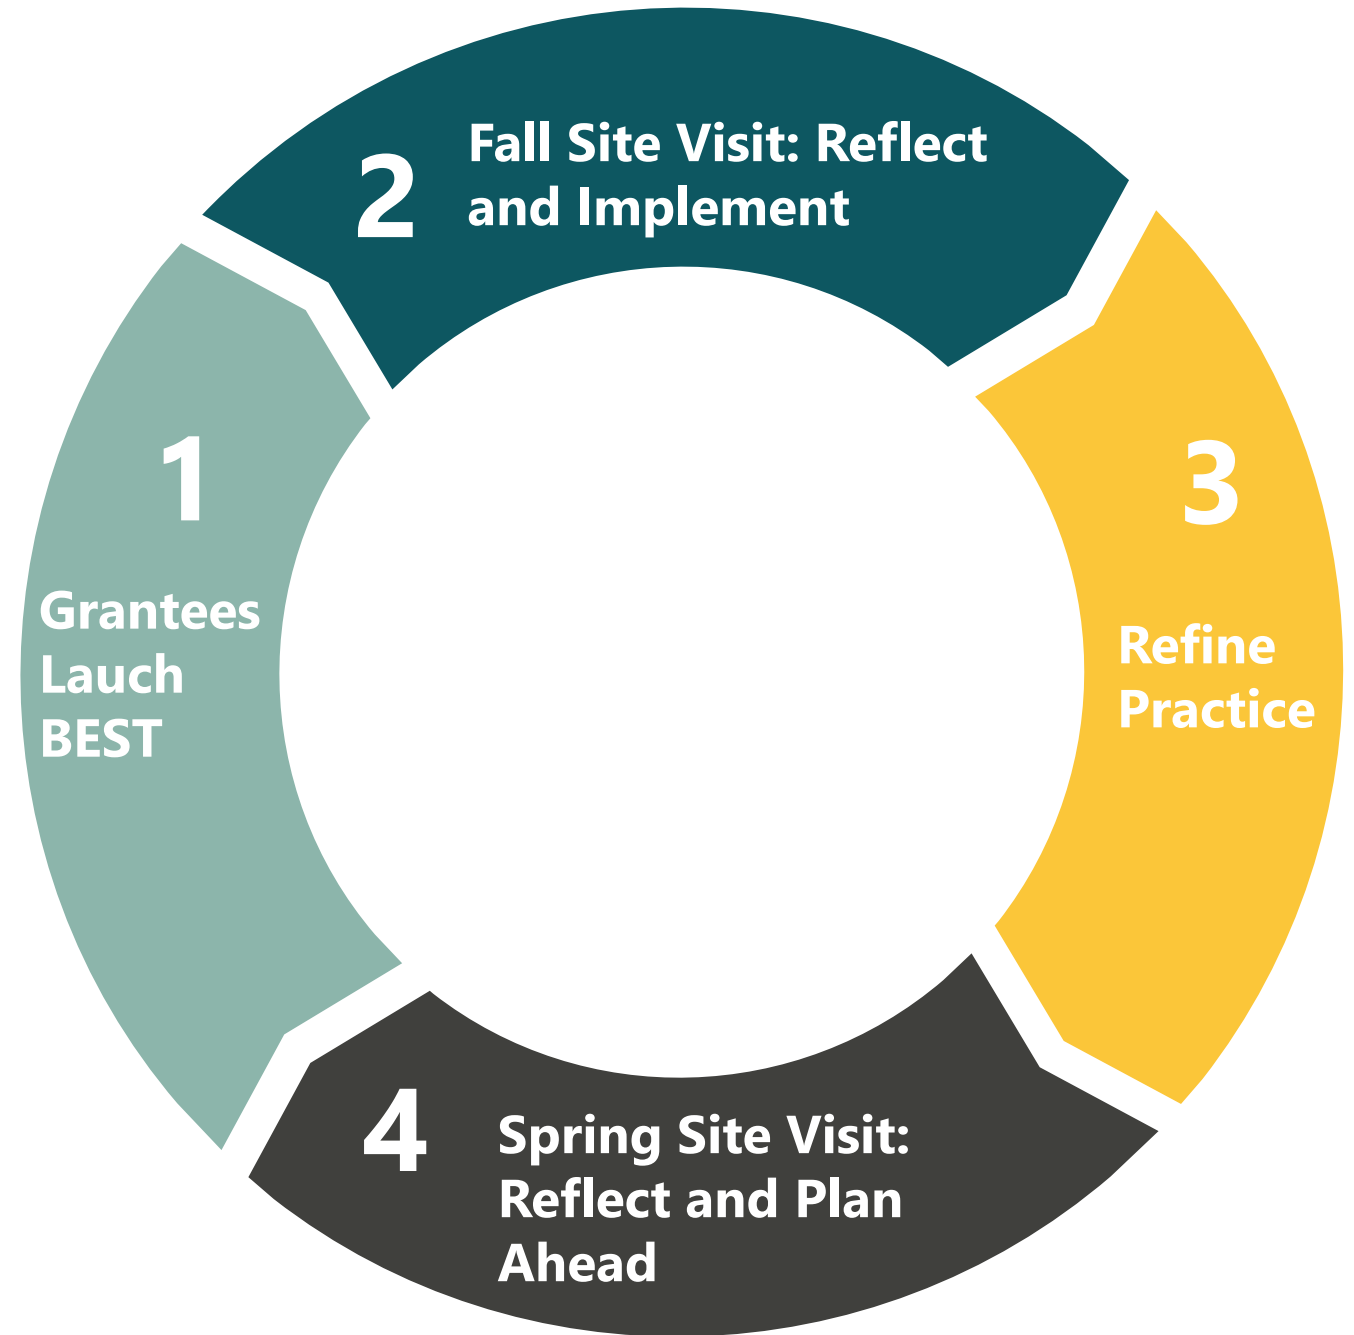 1
Grantees
Lauch
BEST
2
Fall Site Visit: Reflect
and Implement
3
Refine
Practice
4
Spring Site Visit:
Reflect and Plan
Ahead